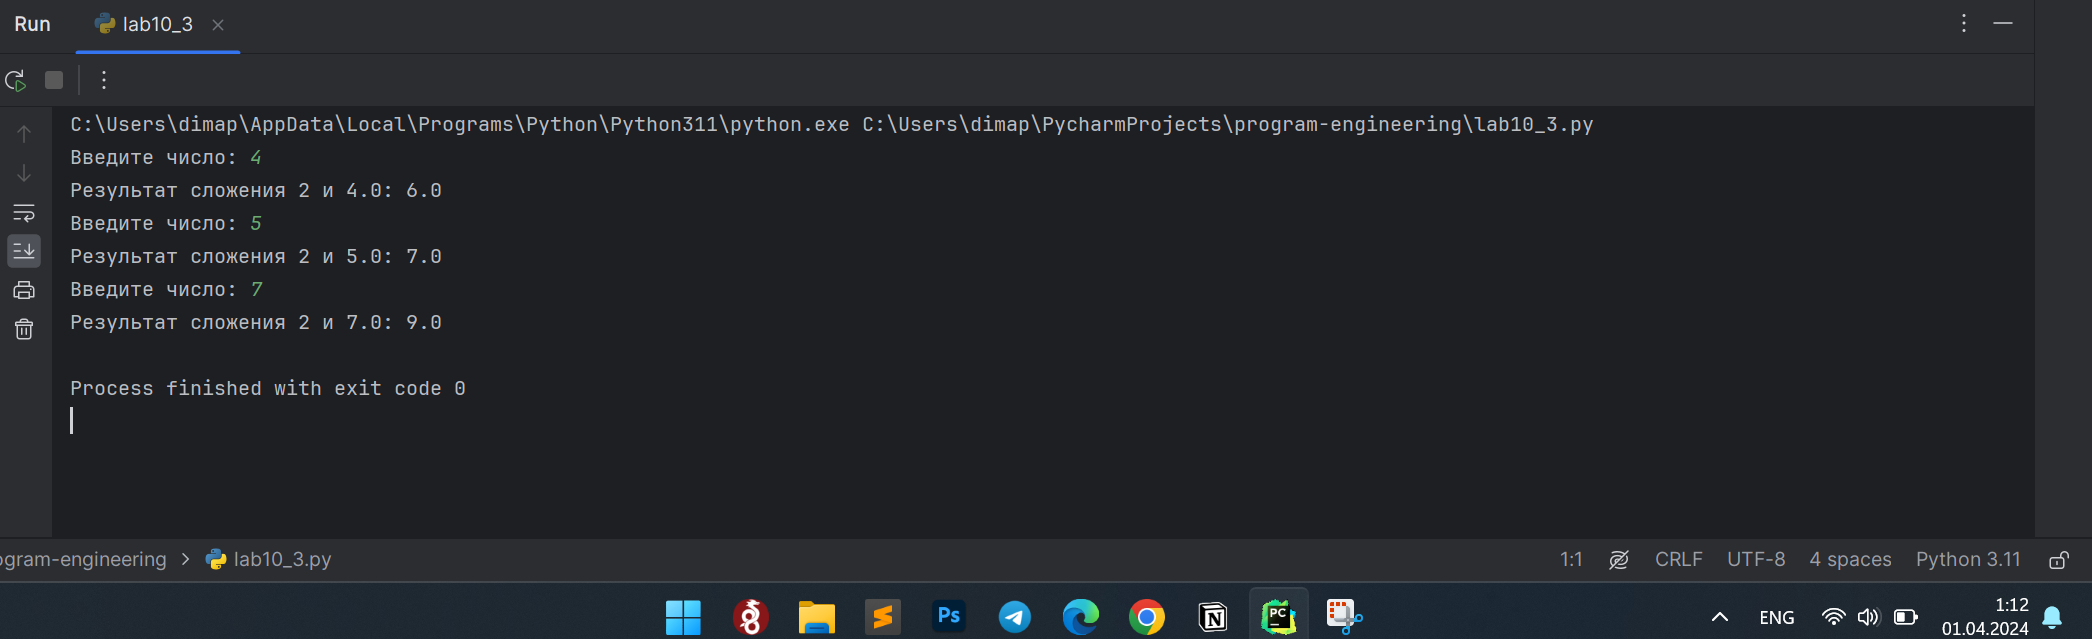 Run
lab10_3
C:\Users\dimap\AppData\Local\Programs\Python\Python311\python.exe C:\Users\dimap\PycharmProjects\program-engineering\lab10_3.py
Введите число: 4
Результат сложения 2 и 4.0: 6.0
Введите число: 5
Результат сложения 2 и 5.0: 7.0
Введите число: 7
Результат сложения 2 и 7.0: 9.0
Process finished with exit code 0
ogram-engineering > lab10_3.py
1:1 CRLF UTF-8 4 spaces Python 3.11
Ps
N
PC
ENG
1:12
01.04.2024